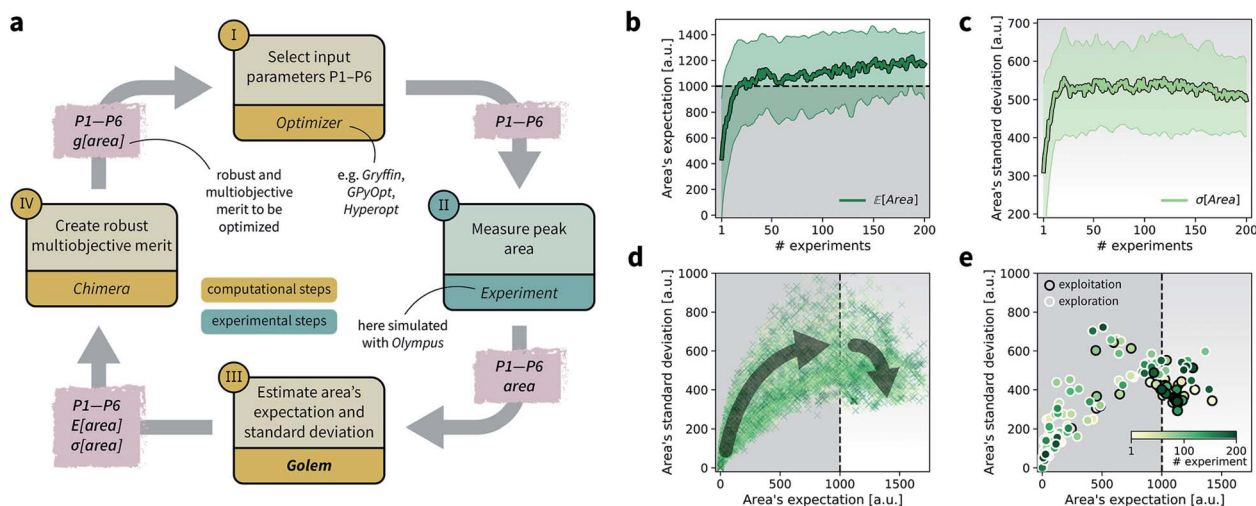 a
I
Select input
parameters P1–P6
Optimizer
P1—P6
g[area]
P1—P6
robust and
multiobjective
merit to be
optimized
e.g. Gryffin,
GPyOpt,
Hyperopt
IV
Create robust
multiobjective merit
Chimera
II
Measure peak
area
Experiment
computational steps
experimental steps
here simulated
with Olympus
P1—P6
E[area]
σ[area]
III
Estimate area's
expectation and
standard deviation
Golem
P1—P6
area
b
Area's expectation [a.u.]
1400
1200
1000
800
600
400
200
0
𝔼[Area]
1 50 100 150 200
# experiments
c
Area's standard deviation [a.u.]
700
600
500
400
300
200
σ[Area]
1 50 100 150 200
# experiments
d
Area's standard deviation [a.u.]
1000
800
600
400
200
0
0 500 1000 1500
Area's expectation [a.u.]
e
Area's standard deviation [a.u.]
1000
800
600
400
200
0
exploitation
exploration
1 100 200
# experiment
0 500 1000 1500
Area's expectation [a.u.]